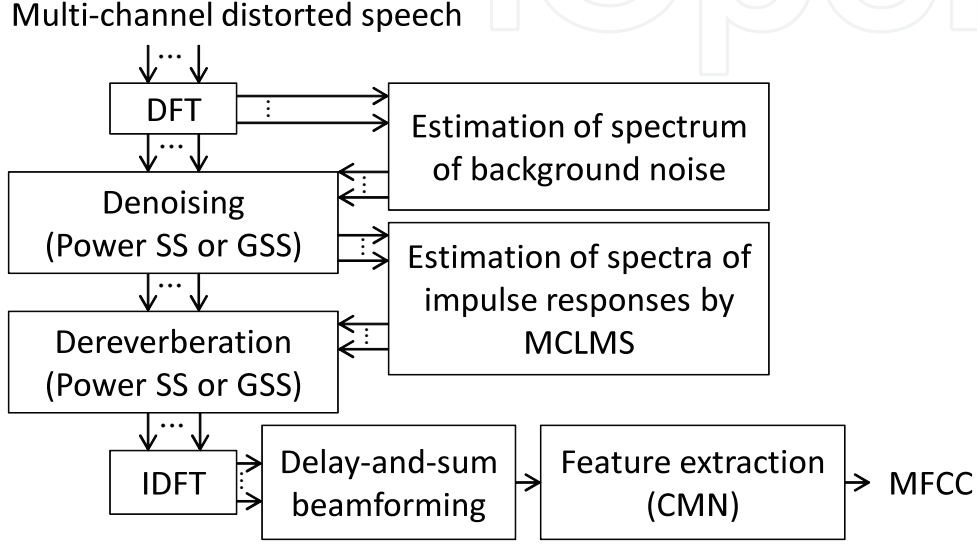 Multi-channel distorted speech
...
DFT
...
Estimation of spectrum
of background noise
...
...
Denoising
(Power SS or GSS)
...
Estimation of spectra of
impulse responses by
MCLMS
...
Dereverberation
(Power SS or GSS)
...
...
IDFT
...
Delay-and-sum
beamforming
Feature extraction
(CMN)
MFCC